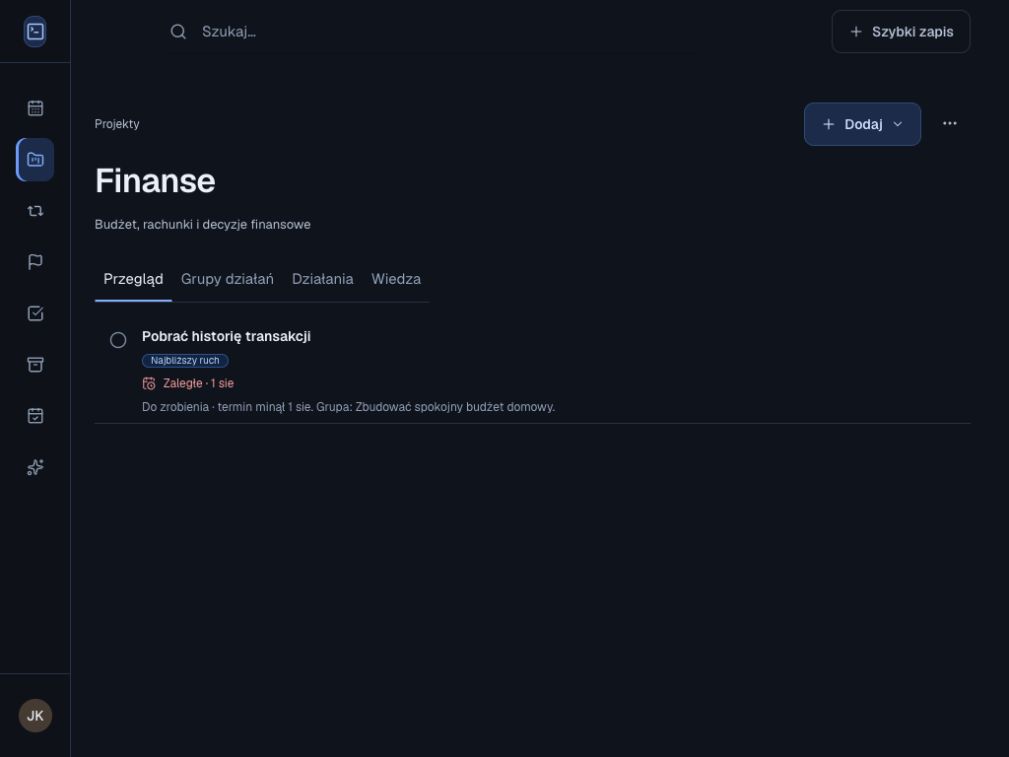 Szukaj...
Szybki zapis
Projekty
Dodaj
Finanse
Budżet, rachunki i decyzje finansowe
Przegląd Grupy działań Działania Wiedza
Pobrać historię transakcji
Najbliższy ruch
Zaległe · 1 sie
Do zrobienia · termin minął 1 sie. Grupa: Zbudować spokojny budżet domowy.
JK